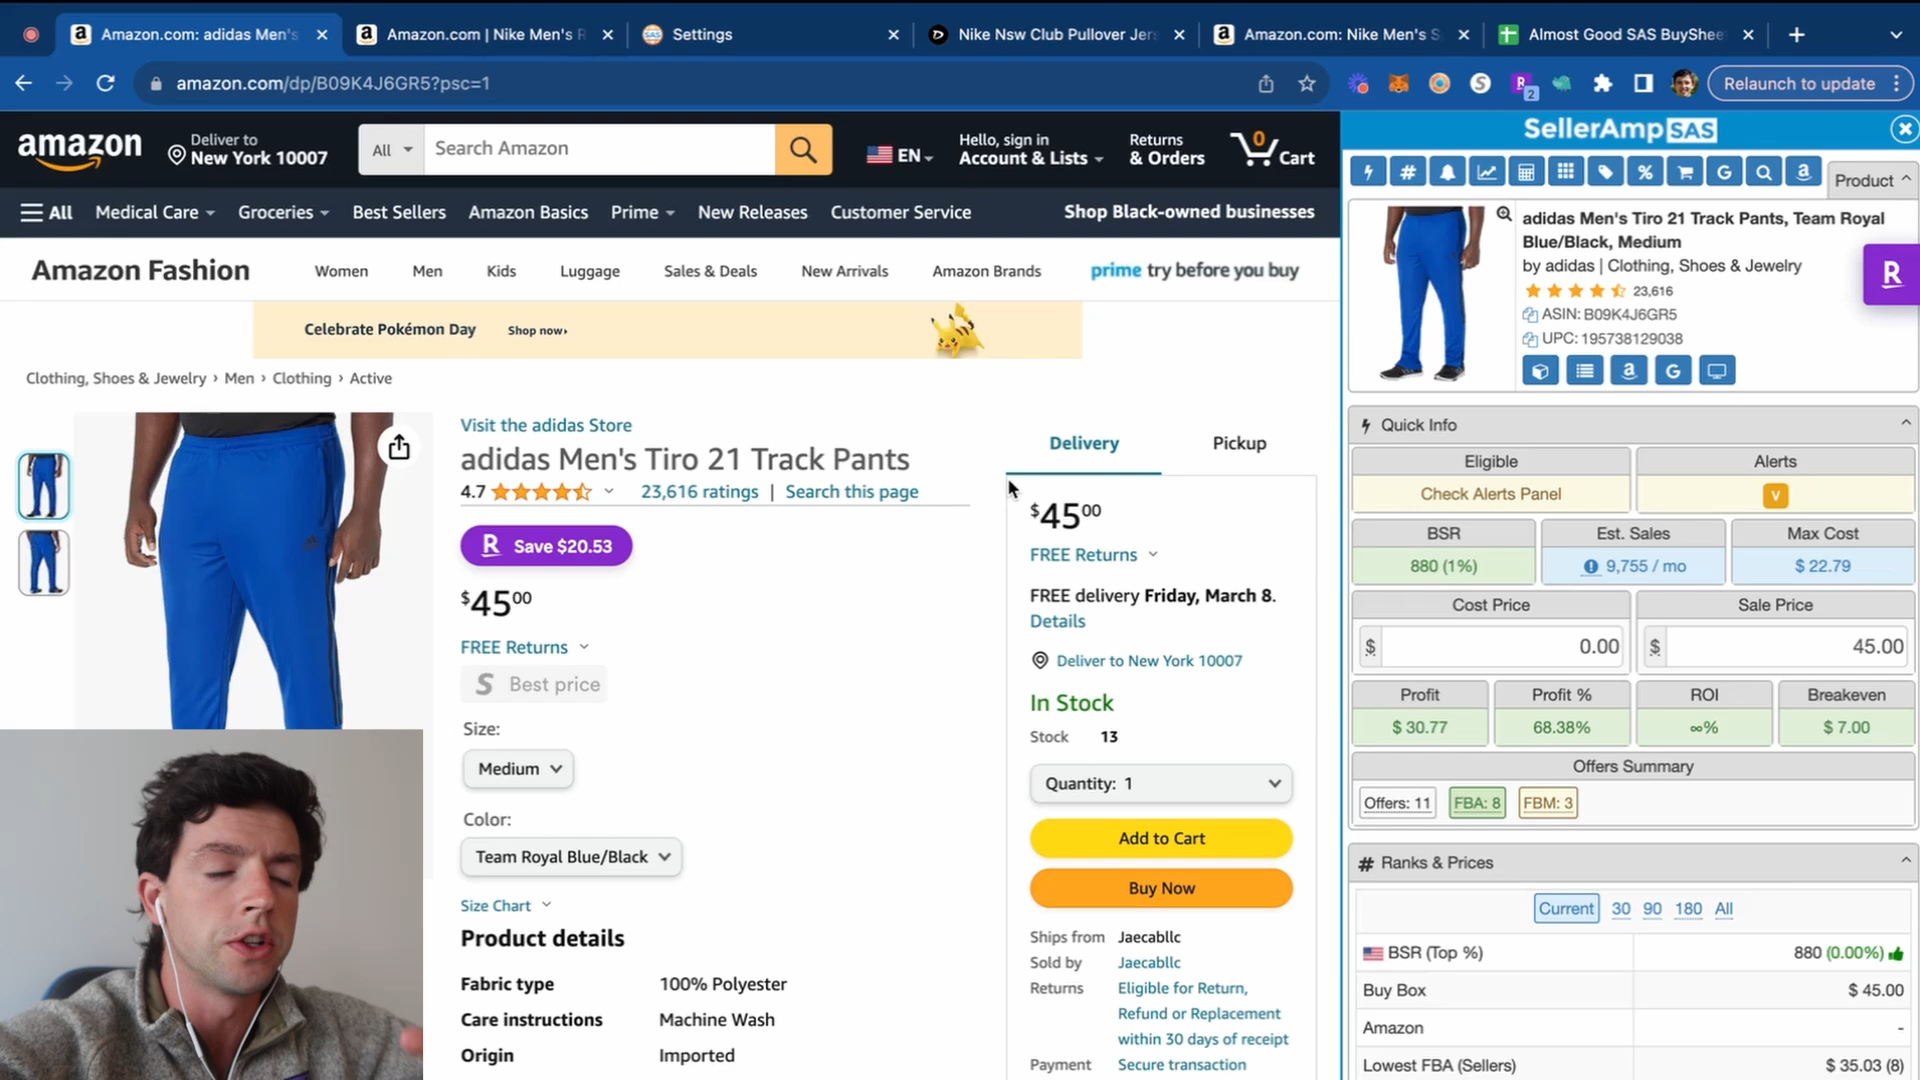 Amazon.com: adidas Men's
Amazon.com | Nike Men's R
Settings
Nike Nsw Club Pullover Jer
Amazon.com: Nike Men's S
Almost Good SAS BuyShee
amazon.com/dp/B09K4J6GR5?psc=1
2
Relaunch to update
amazon
Deliver to
New York 10007
All
Search Amazon
EN
Hello, sign in
Account & Lists
Returns
& Orders
0
Cart
All
Medical Care
Groceries
Best Sellers
Amazon Basics
Prime
New Releases
Customer Service
Shop Black-owned businesses
Amazon Fashion
Women
Men
Kids
Luggage
Sales & Deals
New Arrivals
Amazon Brands
prime try before you buy
Celebrate Pokémon Day
Shop now›
Clothing, Shoes & Jewelry › Men › Clothing › Active
Visit the adidas Store
adidas Men's Tiro 21 Track Pants
4.7
23,616 ratings | Search this page
R Save $20.53
$45 00
FREE Returns
S Best price
Size:
Medium
Color:
Team Royal Blue/Black
Size Chart
Product details
Fabric type 100% Polyester
Care instructions Machine Wash
Origin Imported
Delivery
Pickup
$45 00
FREE Returns
FREE delivery Friday, March 8.
Details
Deliver to New York 10007
In Stock
Stock 13
Quantity: 1
Add to Cart
Buy Now
Ships from Jaecabllc
Sold by Jaecabllc
Returns Eligible for Return,
Refund or Replacement
within 30 days of receipt
Payment Secure transaction
SellerAmp SAS
Product
adidas Men's Tiro 21 Track Pants, Team Royal
Blue/Black, Medium
by adidas | Clothing, Shoes & Jewelry
23,616
ASIN: B09K4J6GR5
UPC: 195738129038
R
Quick Info
Eligible
Alerts
Check Alerts Panel
V
BSR
Est. Sales
Max Cost
880 (1%)
9,755 / mo
$ 22.79
Cost Price
Sale Price
$ 0.00
$ 45.00
Profit
Profit %
ROI
Breakeven
$ 30.77
68.38%
∞%
$ 7.00
Offers Summary
Offers: 11
FBA: 8
FBM: 3
# Ranks & Prices
Current 30 90 180 All
BSR (Top %) 880 (0.00%)
Buy Box $ 45.00
Amazon -
Lowest FBA (Sellers) $ 35.03 (8)